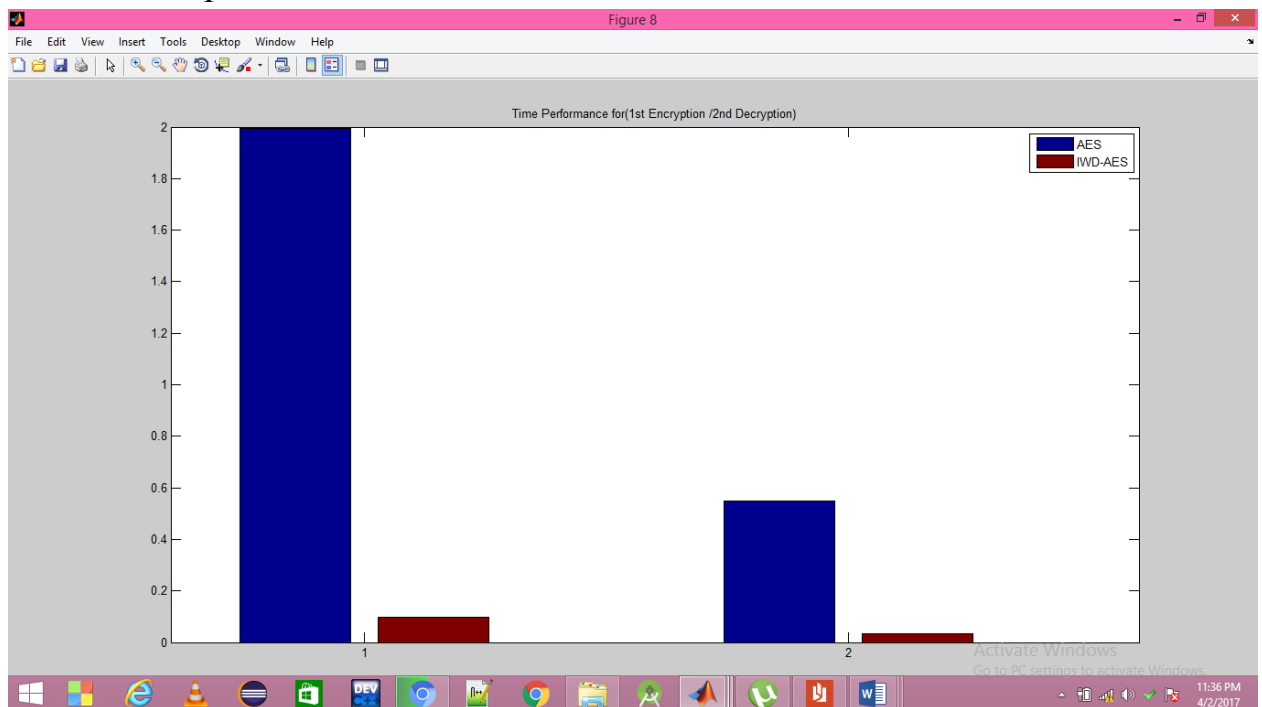 Figure 8
File Edit View Insert Tools Desktop Window Help
Time Performance for(1st Encryption /2nd Decryption)
2
1.8
1.6
1.4
1.2
1
0.8
0.6
0.4
0.2
0
1
2
AES
IWD-AES
Activate Windows
Go to PC settings to activate Windows.
DEV
11:36 PM
4/2/2017